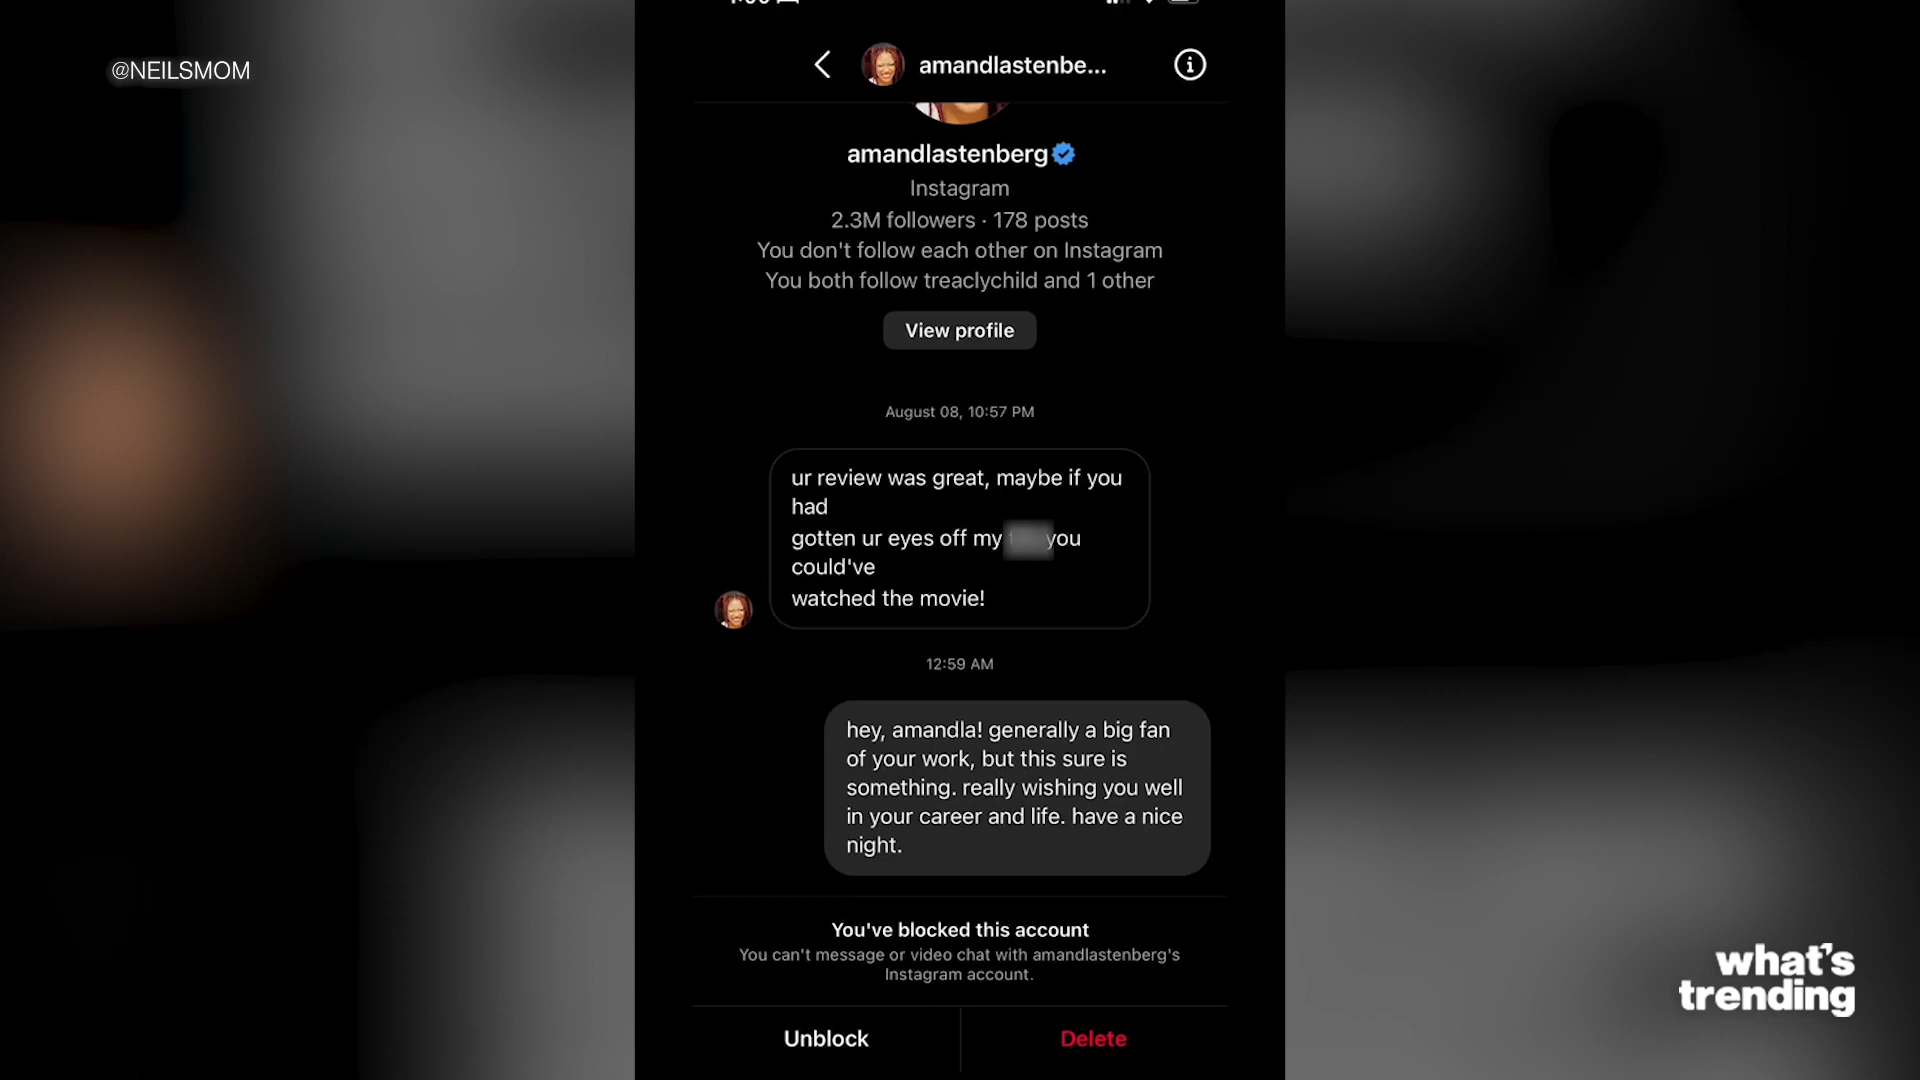 @NEILSMOM
amandlastenbe...
amandlastenberg
Instagram
2.3M followers · 178 posts
You don't follow each other on Instagram
You both follow treaclychild and 1 other
View profile
August 08, 10:57 PM
ur review was great, maybe if you
had
gotten ur eyes off my you
could've
watched the movie!
12:59 AM
hey, amandla! generally a big fan
of your work, but this sure is
something. really wishing you well
in your career and life. have a nice
night.
You've blocked this account
You can't message or video chat with amandlastenberg's
Instagram account.
Unblock
Delete
what's
trending